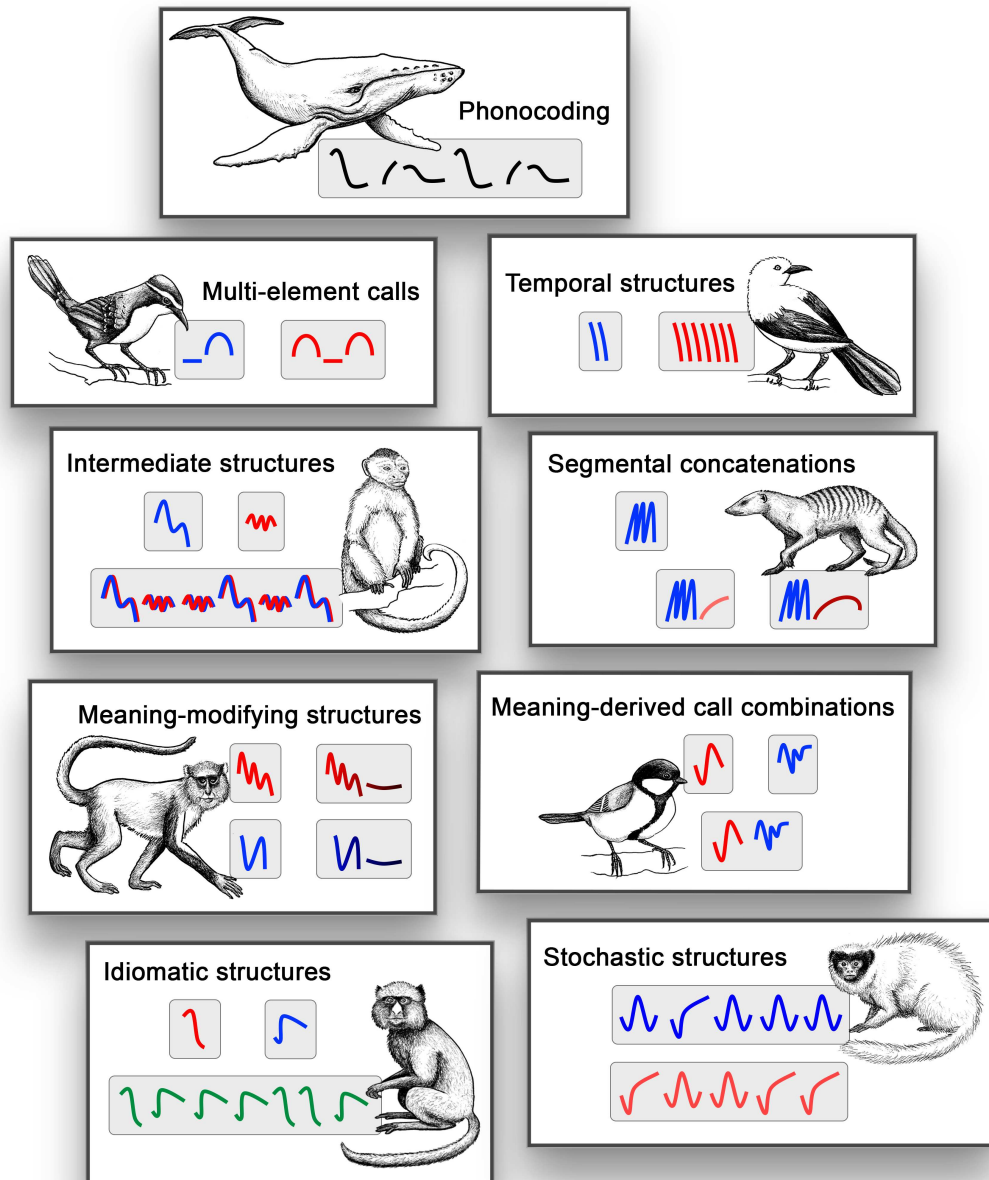 Phonocoding
Multi-element calls
Temporal structures
Intermediate structures
Segmental concatenations
Meaning-modifying structures
Meaning-derived call combinations
Idiomatic structures
Stochastic structures